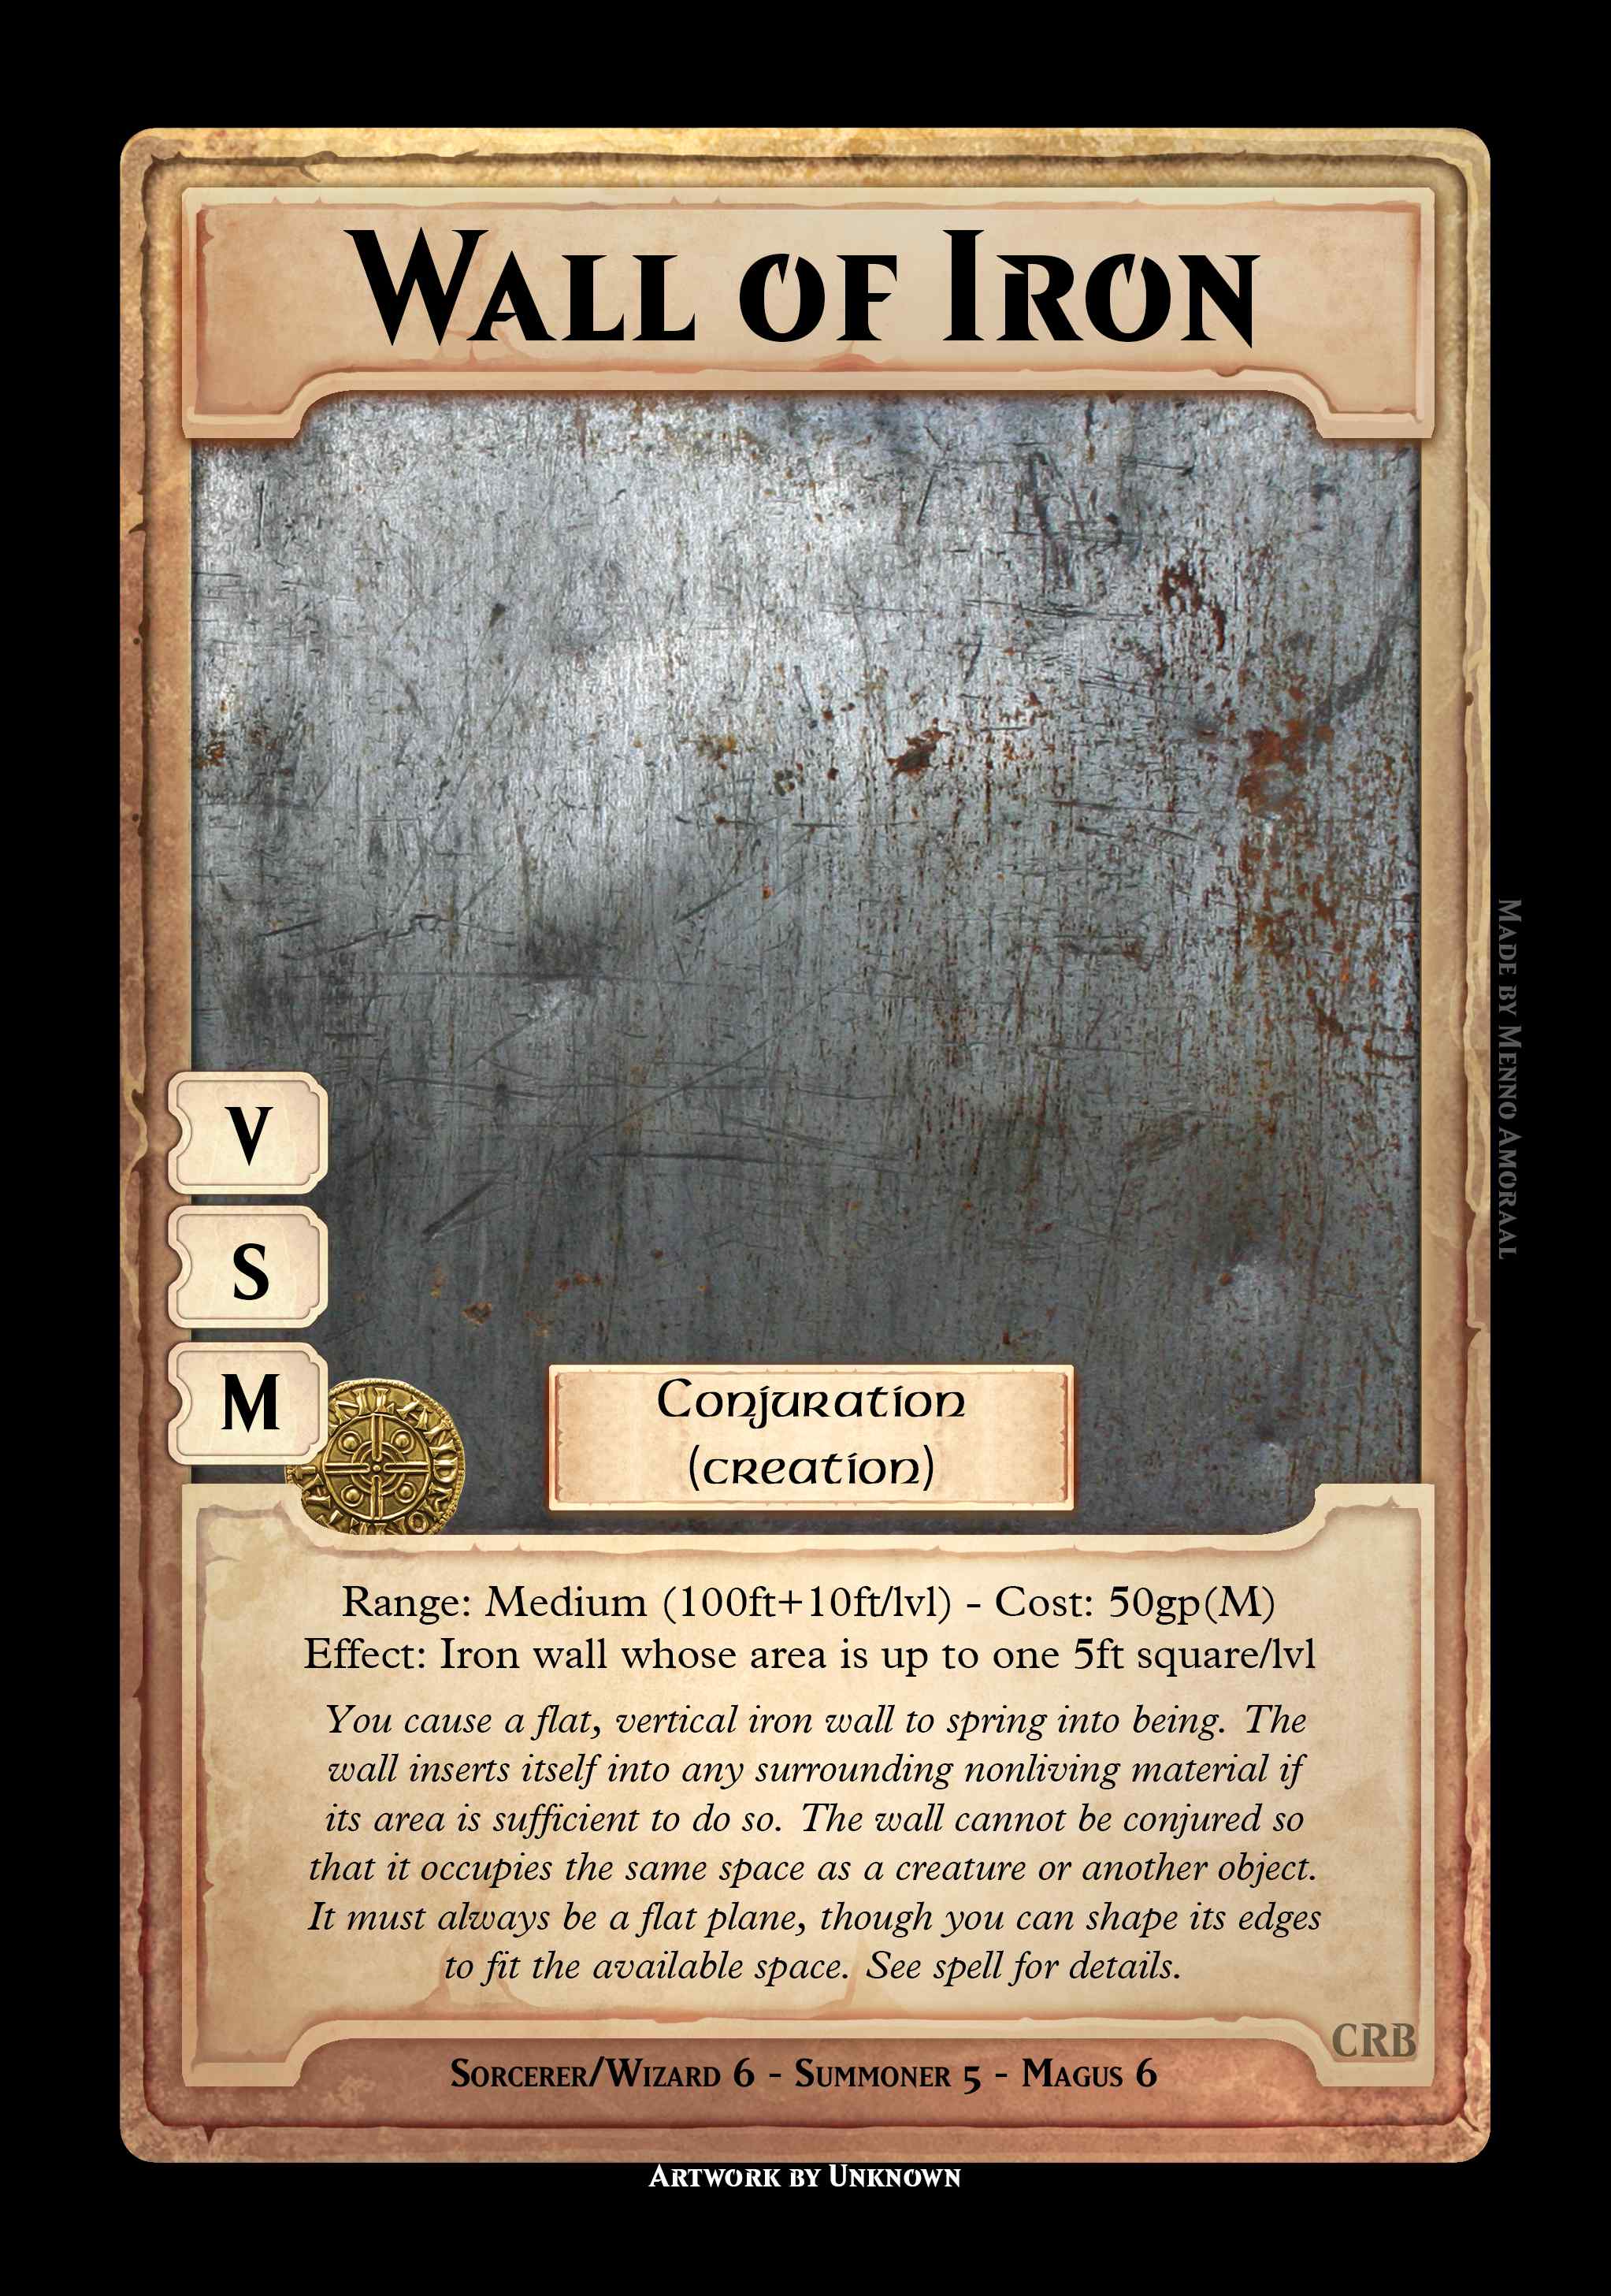 Wall of Iron
V
S
M
Conjuration
(creation)
Range: Medium (100ft+10ft/lvl) - Cost: 50gp(M)
Effect: Iron wall whose area is up to one 5ft square/lvl
You cause a flat, vertical iron wall to spring into being. The
wall inserts itself into any surrounding nonliving material if
its area is sufficient to do so. The wall cannot be conjured so
that it occupies the same space as a creature or another object.
It must always be a flat plane, though you can shape its edges
to fit the available space. See spell for details.
CRB
Sorcerer/Wizard 6 - Summoner 5 - Magus 6
Artwork by Unknown
Made by Menno Amoraal